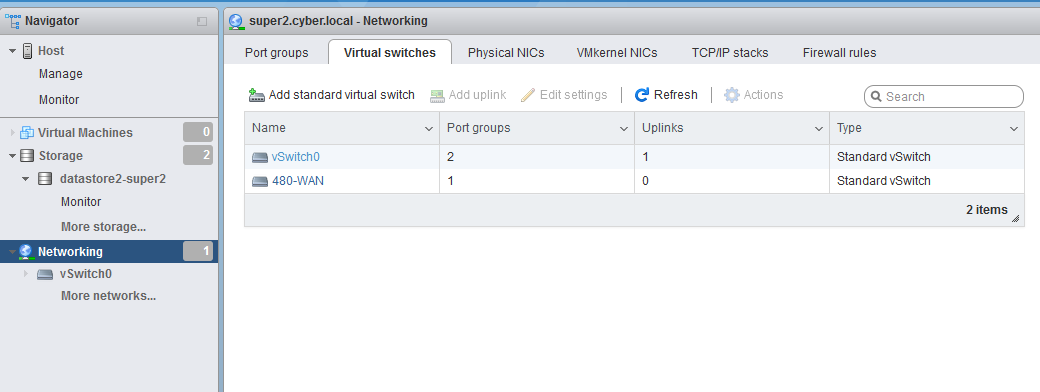 Navigator
Host
Manage
Monitor
Virtual Machines 0
Storage 2
datastore2-super2
Monitor
More storage...
Networking 1
vSwitch0
More networks...
super2.cyber.local - Networking
Port groups Virtual switches Physical NICs VMkernel NICs TCP/IP stacks Firewall rules
Add standard virtual switch Add uplink Edit settings Refresh Actions Search
Name Port groups Uplinks Type
vSwitch0 2 1 Standard vSwitch
480-WAN 1 0 Standard vSwitch
2 items